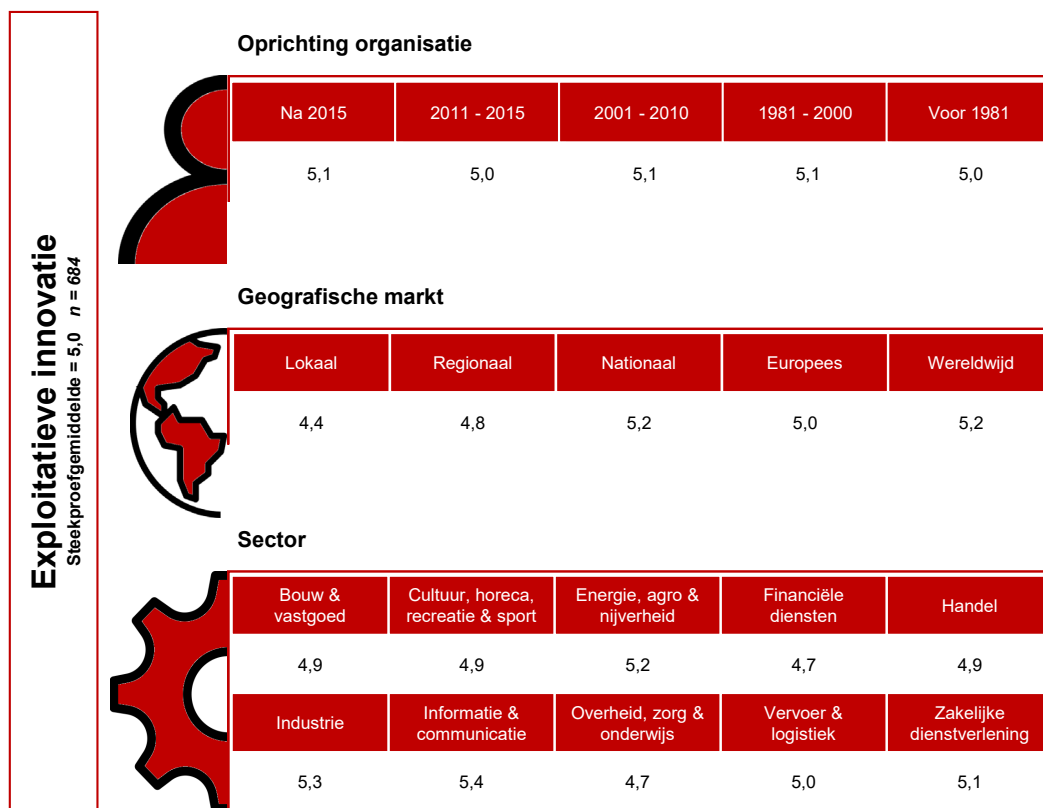 Exploitatieve innovatie
Steekproefgemiddelde = 5,0 n = 684
Oprichting organisatie
Na 2015 2011 - 2015 2001 - 2010 1981 - 2000 Voor 1981
5,1 5,0 5,1 5,1 5,0
Geografische markt
Lokaal Regionaal Nationaal Europees Wereldwijd
4,4 4,8 5,2 5,0 5,2
Sector
Bouw & Cultuur, horeca, Energie, agro & Financiële Handel
vastgoed recreatie & sport nijverheid diensten
4,9 4,9 5,2 4,7 4,9
Industrie Informatie & Overheid, zorg & Vervoer & Zakelijke
communicatie onderwijs logistiek dienstverlening
5,3 5,4 4,7 5,0 5,1